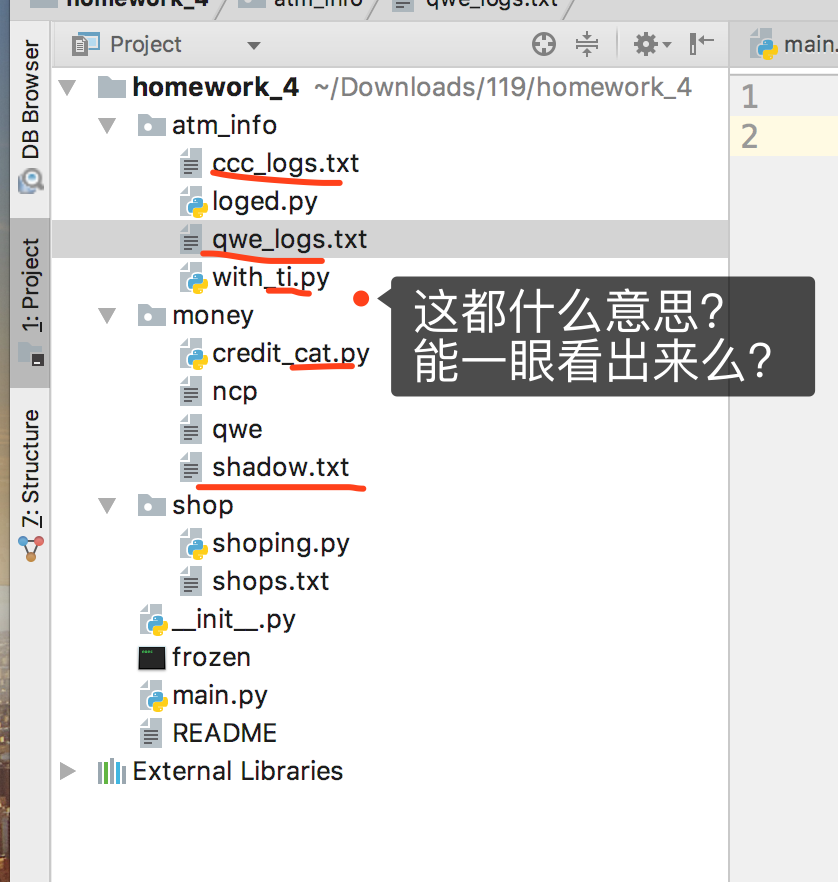 homework_4 atm_info qwe_logs.txt
Project
main.
DB Browser
1: Project
7: Structure
homework_4 ~/Downloads/119/homework_4
1
atm_info
2
ccc_logs.txt
loged.py
qwe_logs.txt
with_ti.py
这都什么意思？
能一眼看出来么？
money
credit_cat.py
ncp
qwe
shadow.txt
shop
shoping.py
shops.txt
__init__.py
frozen
main.py
README
External Libraries